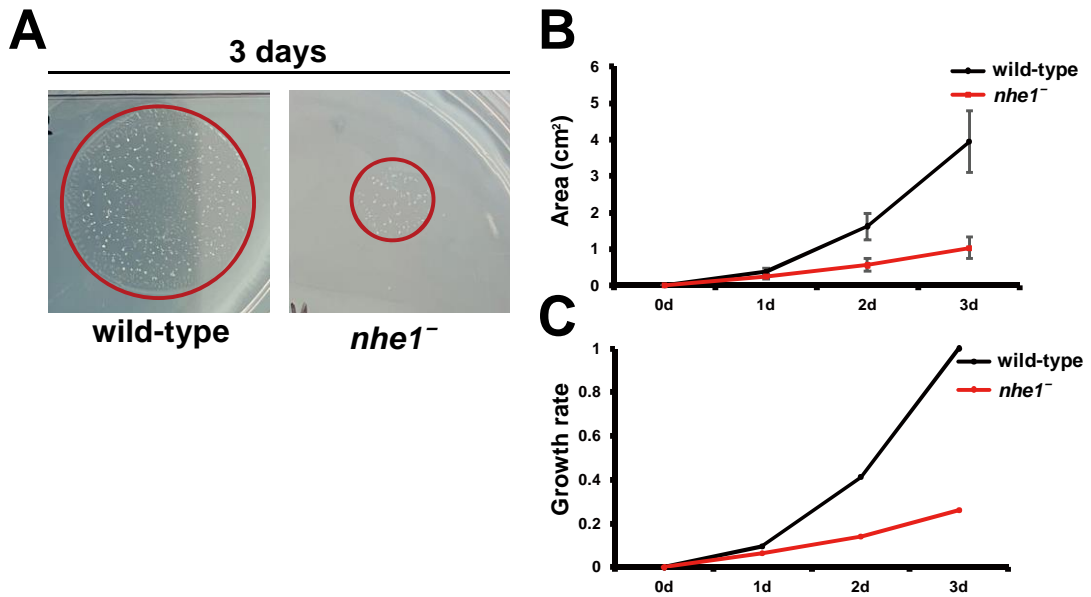 A
3 days
wild-type
nhe1⁻
B
Area (cm²)
6
5
4
3
2
1
0
0d 1d 2d 3d
wild-type
nhe1⁻
C
Growth rate
1
0.8
0.6
0.4
0.2
0
0d 1d 2d 3d
wild-type
nhe1⁻